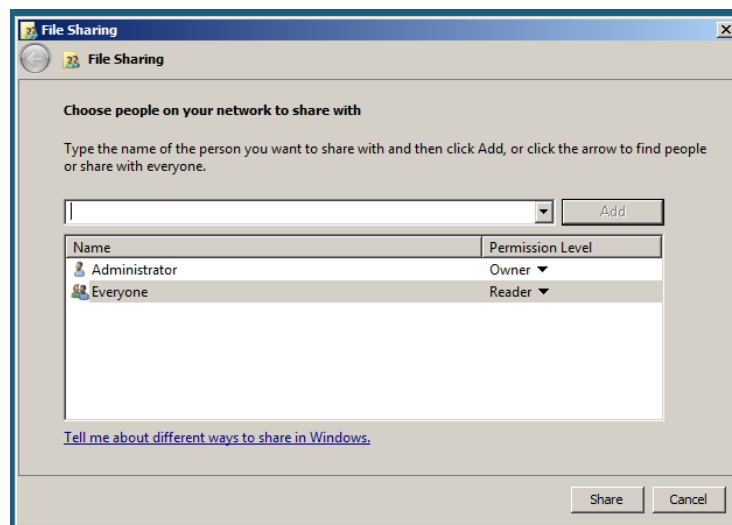 File Sharing
File Sharing
Choose people on your network to share with
Type the name of the person you want to share with and then click Add, or click the arrow to find people
or share with everyone.
Add
Name Permission Level
Administrator Owner
Everyone Reader
Tell me about different ways to share in Windows.
Share Cancel